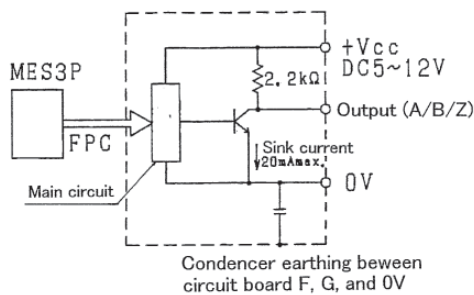 MES3P
FPC
Main circuit
2.2kΩ
+Vcc
DC5~12V
Output (A/B/Z)
Sink current
20mAmax.
0V
Condencer earthing beween
circuit board F, G, and 0V